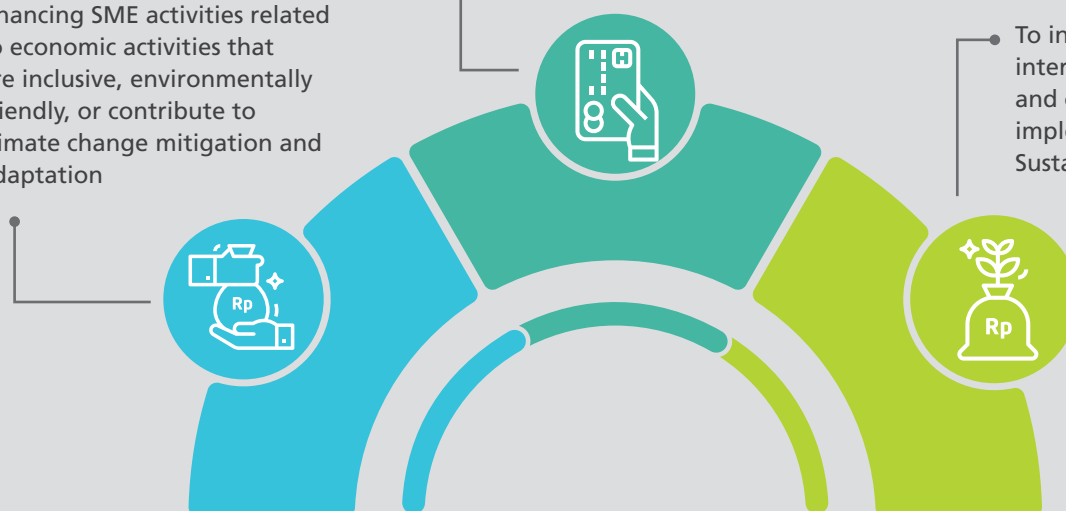 nancing SME activities related
o economic activities that
re inclusive, environmentally
iendly, or contribute to
imate change mitigation and
daptation
To in
inter
and
imple
Susta
Rp
Rp